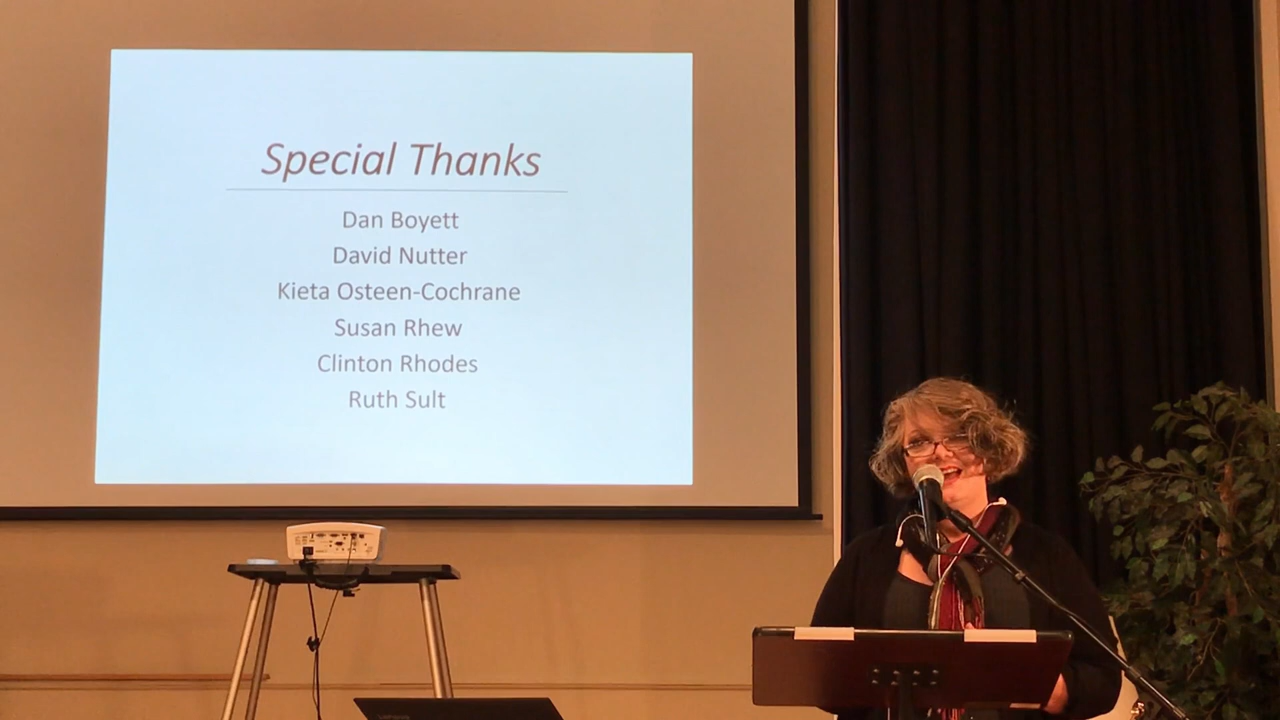 Special Thanks
Dan Boyett
David Nutter
Kieta Osteen-Cochrane
Susan Rhew
Clinton Rhodes
Ruth Sult